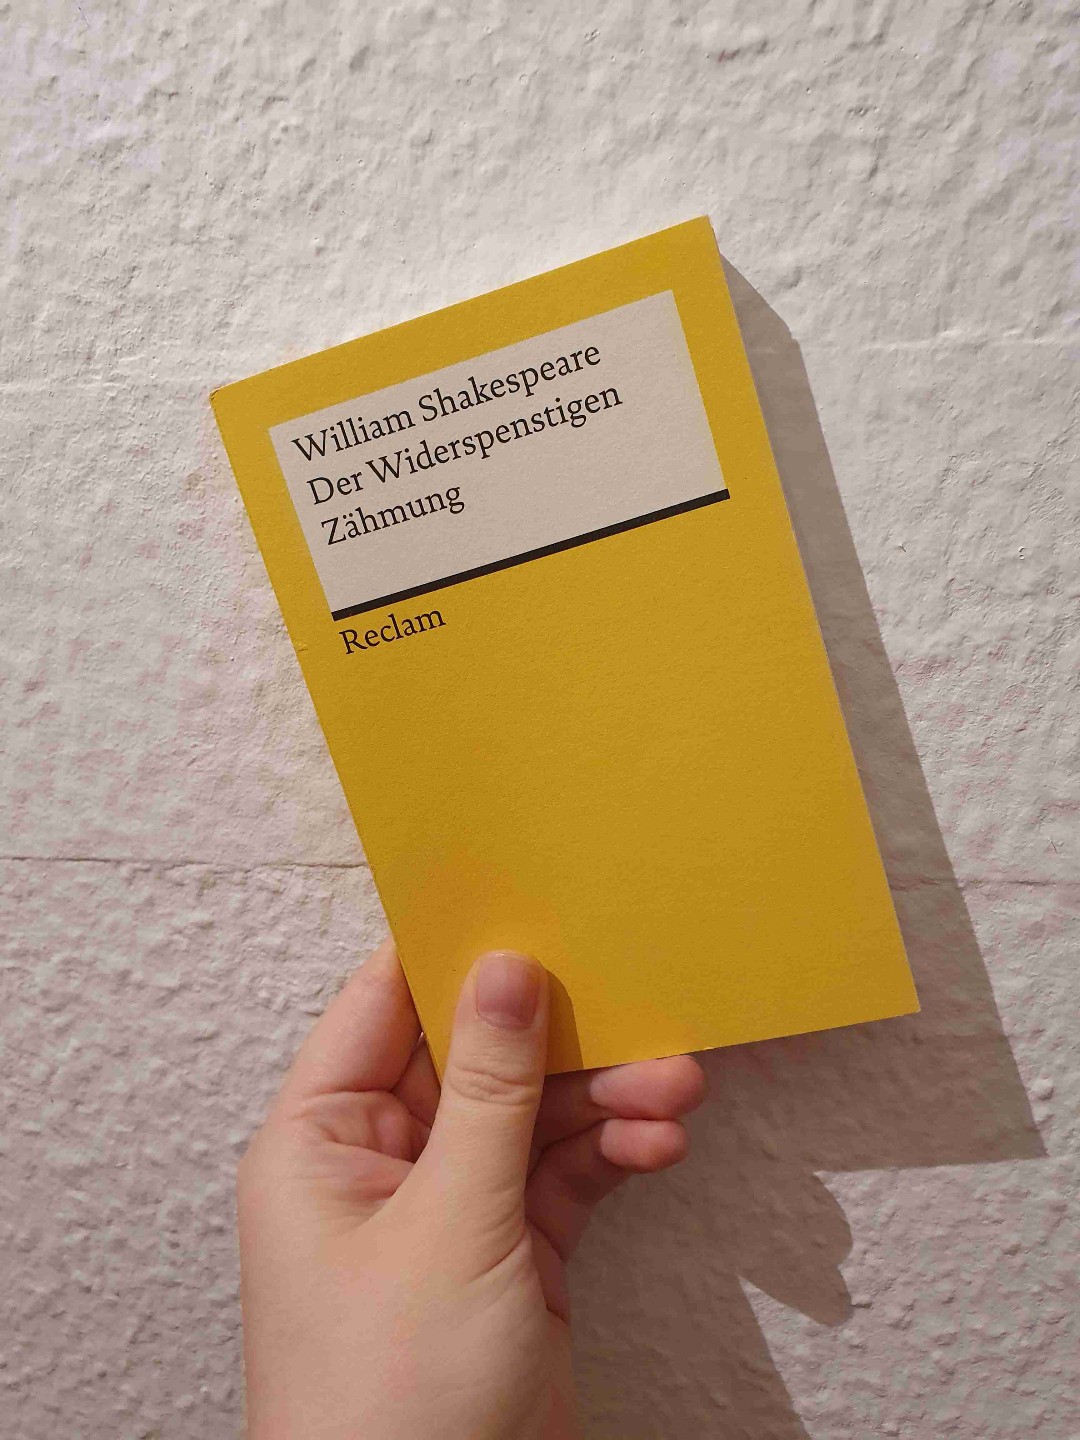 William Shakespeare
Der Widerspenstigen
Zähmung
Reclam